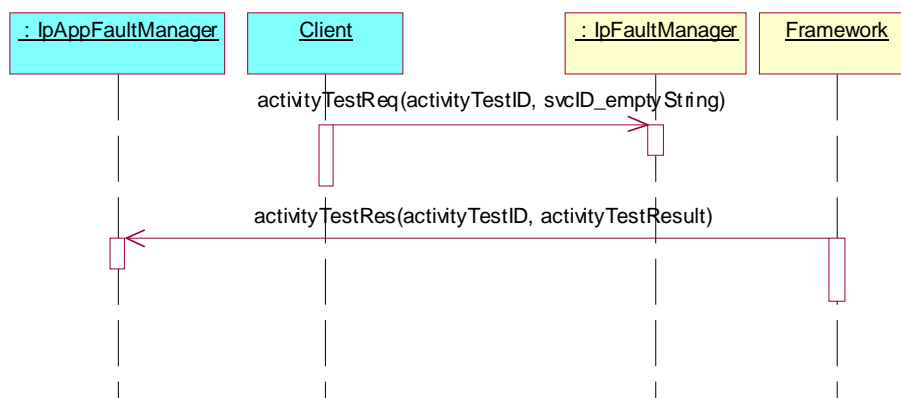 : IpAppFaultManager
Client
: IpFaultManager
Framework
activityTestReq(activityTestID, svcID_emptyString)
activityTestRes(activityTestID, activityTestResult)